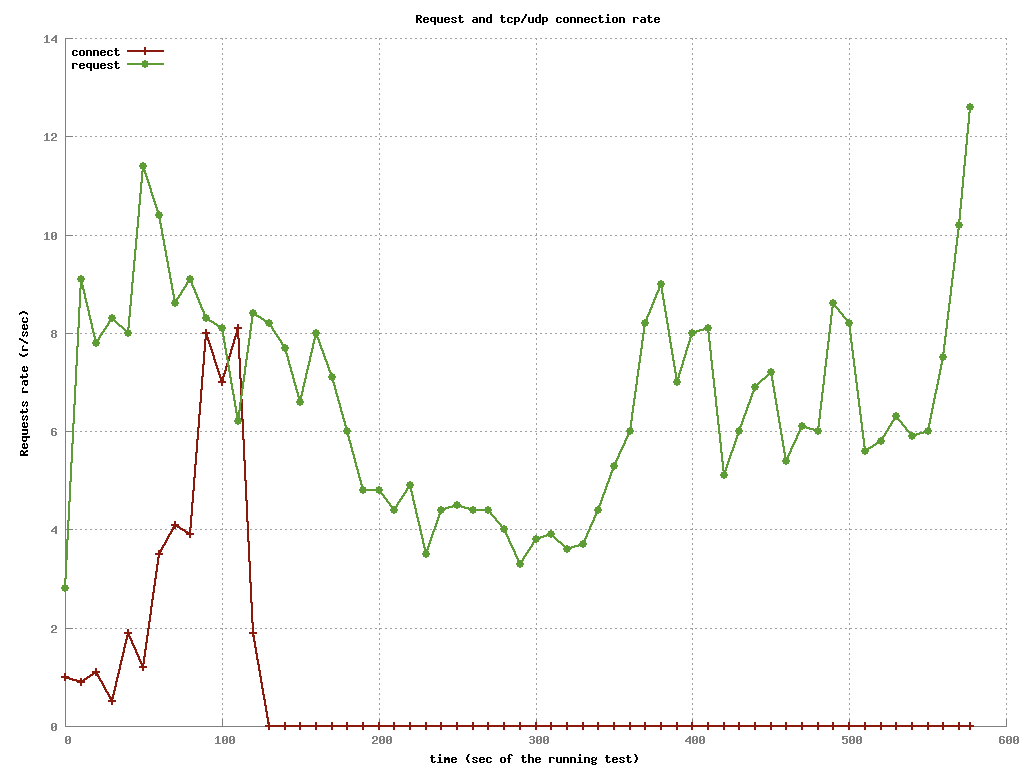 Request and tcp/udp connection rate
14
connect
request
12
10
8
6
4
2
0
Requests rate (r/sec)
0 100 200 300 400 500 600
time (sec of the running test)